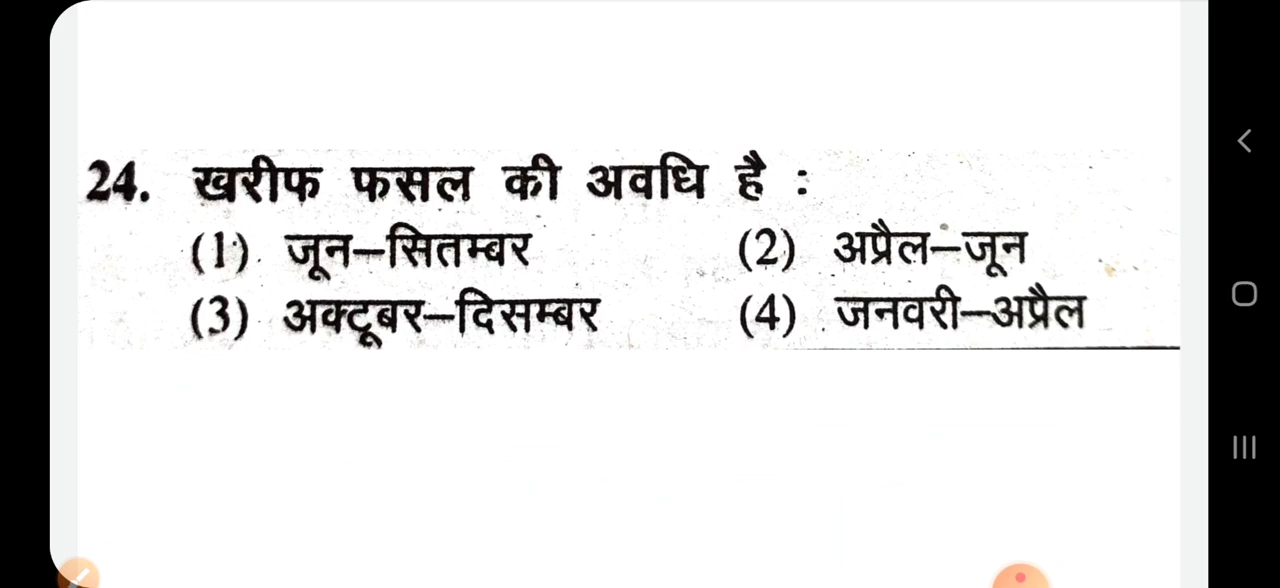 24. खरीफ फसल की अवधि है :
(1) जून–सितम्बर (2) अप्रैल–जून
(3) अक्टूबर–दिसम्बर (4) जनवरी–अप्रैल